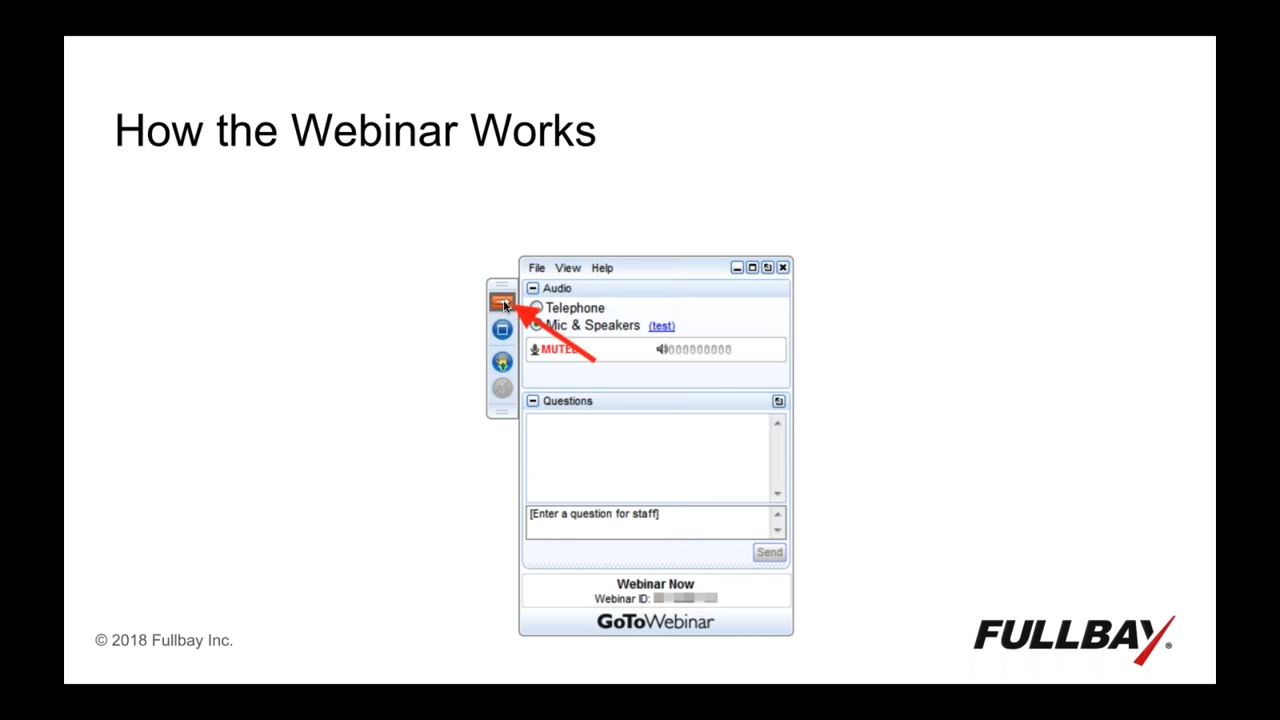 How the Webinar Works
File View Help
Audio
Telephone
Mic & Speakers (test)
MUTED
Questions
[Enter a question for staff]
Send
Webinar Now
Webinar ID:
GoToWebinar
© 2018 Fullbay Inc.
FULLBAY®